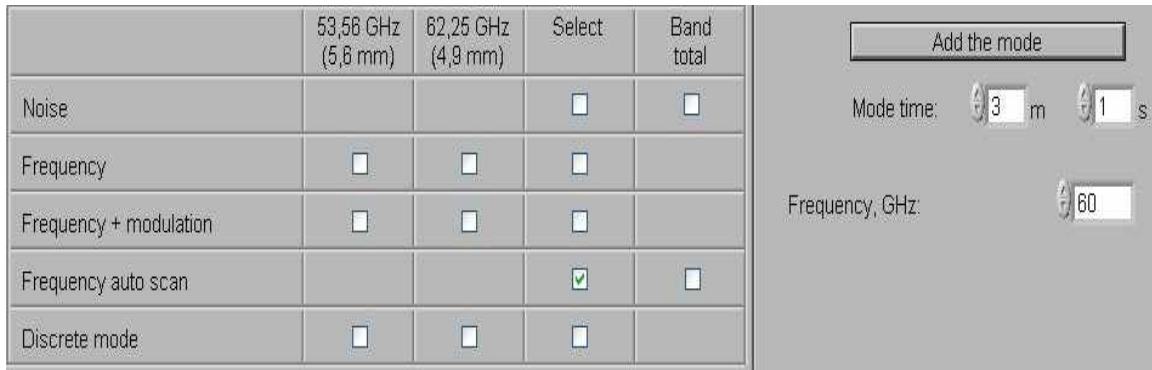 53,56 GHz (5,6 mm)
62,25 GHz (4,9 mm)
Select
Band total
Noise
Frequency
Frequency + modulation
Frequency auto scan
Discrete mode
Add the mode
Mode time: 3 m 1 s
Frequency, GHz: 60